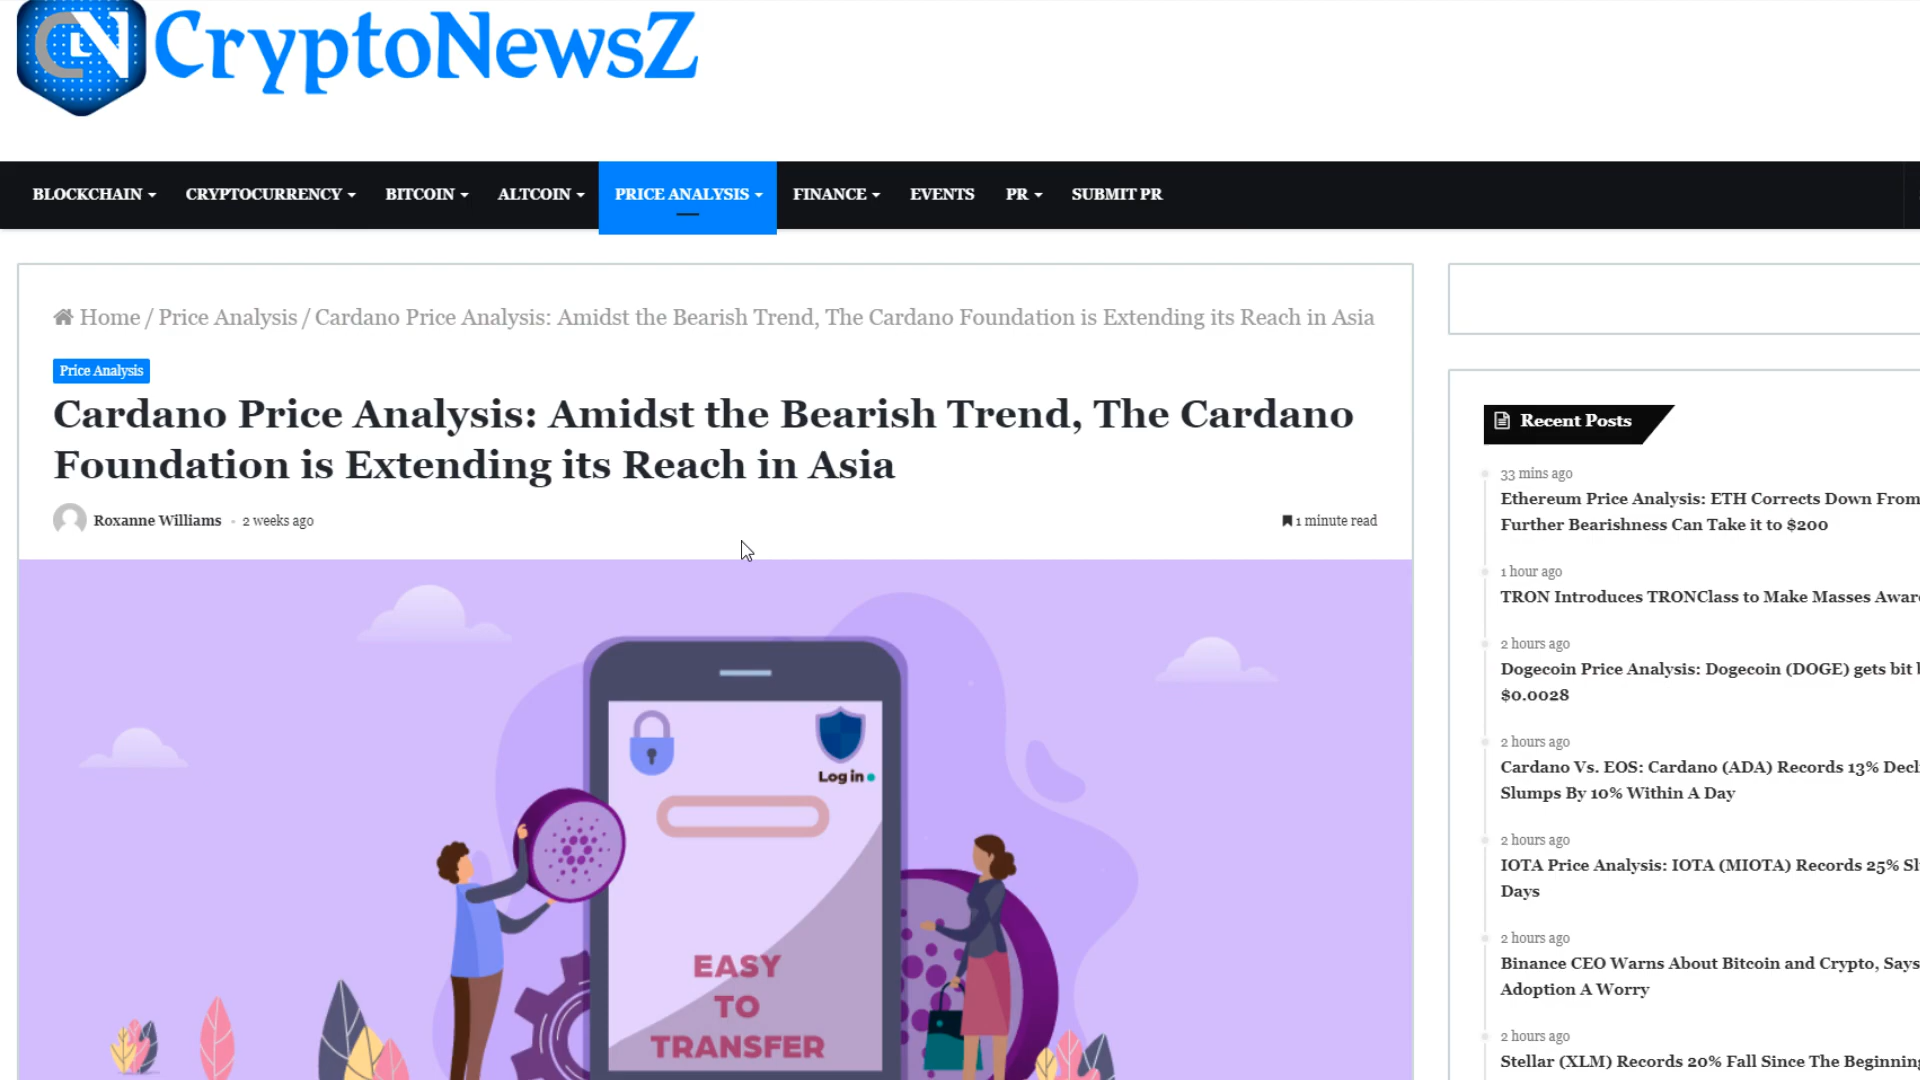 CryptoNewsZ
BLOCKCHAIN CRYPTOCURRENCY BITCOIN ALTCOIN PRICE ANALYSIS FINANCE EVENTS PR SUBMIT PR
Home / Price Analysis / Cardano Price Analysis: Amidst the Bearish Trend, The Cardano Foundation is Extending its Reach in Asia
Price Analysis
Cardano Price Analysis: Amidst the Bearish Trend, The Cardano
Foundation is Extending its Reach in Asia
Roxanne Williams 2 weeks ago
1 minute read
Log in
EASY
TO
TRANSFER
Recent Posts
33 mins ago
Ethereum Price Analysis: ETH Corrects Down From
Further Bearishness Can Take it to $200
1 hour ago
TRON Introduces TRONClass to Make Masses
2 hours ago
Dogecoin Price Analysis: Dogecoin (DOGE) gets bit
$0.0028
2 hours ago
Cardano Vs. EOS: Cardano (ADA) Records 13%
Slumps By 10% Within A Day
2 hours ago
IOTA Price Analysis: IOTA (MIOTA) Records 25%
Days
2 hours ago
Binance CEO Warns About Bitcoin and Crypto, Says
Adoption A Worry
2 hours ago
Stellar (XLM) Records 20% Fall Since The